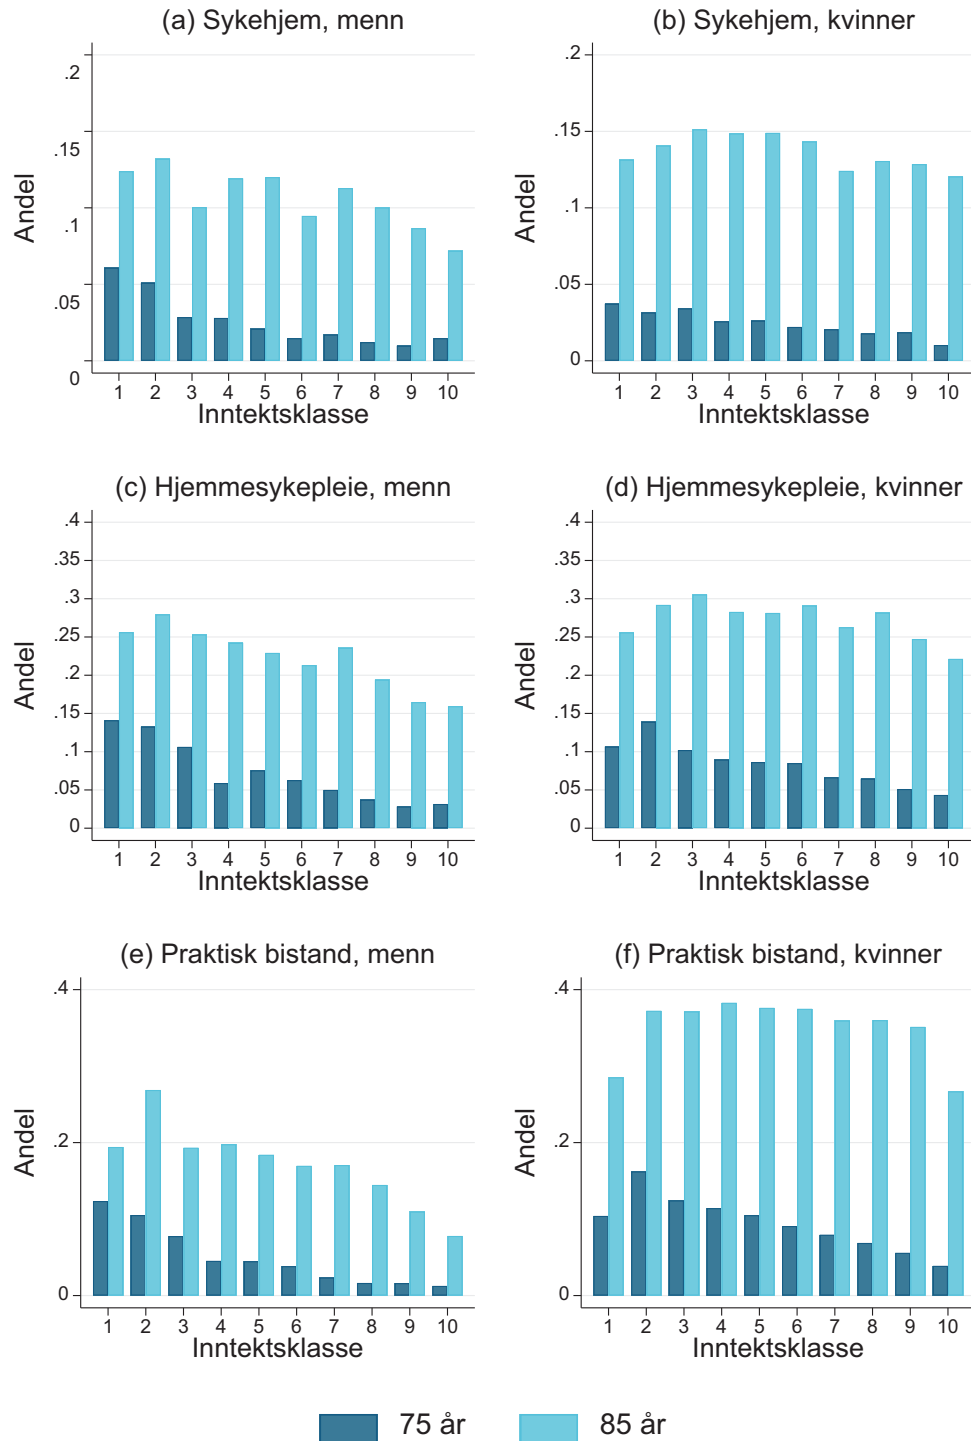 (a) Sykehjem, menn
.2
.15
.1
.05
0
Andel
1 2 3 4 5 6 7 8 9 10
Inntektsklasse
(b) Sykehjem, kvinner
.2
.15
.1
.05
0
Andel
1 2 3 4 5 6 7 8 9 10
Inntektsklasse
(c) Hjemmesykepleie, menn
.4
.35
.3
.25
.2
.15
.1
.05
0
Andel
1 2 3 4 5 6 7 8 9 10
Inntektsklasse
(d) Hjemmesykepleie, kvinner
.4
.35
.3
.25
.2
.15
.1
.05
0
Andel
1 2 3 4 5 6 7 8 9 10
Inntektsklasse
(e) Praktisk bistand, menn
.4
.2
0
Andel
1 2 3 4 5 6 7 8 9 10
Inntektsklasse
(f) Praktisk bistand, kvinner
.4
.2
0
Andel
1 2 3 4 5 6 7 8 9 10
Inntektsklasse
75 år
85 år